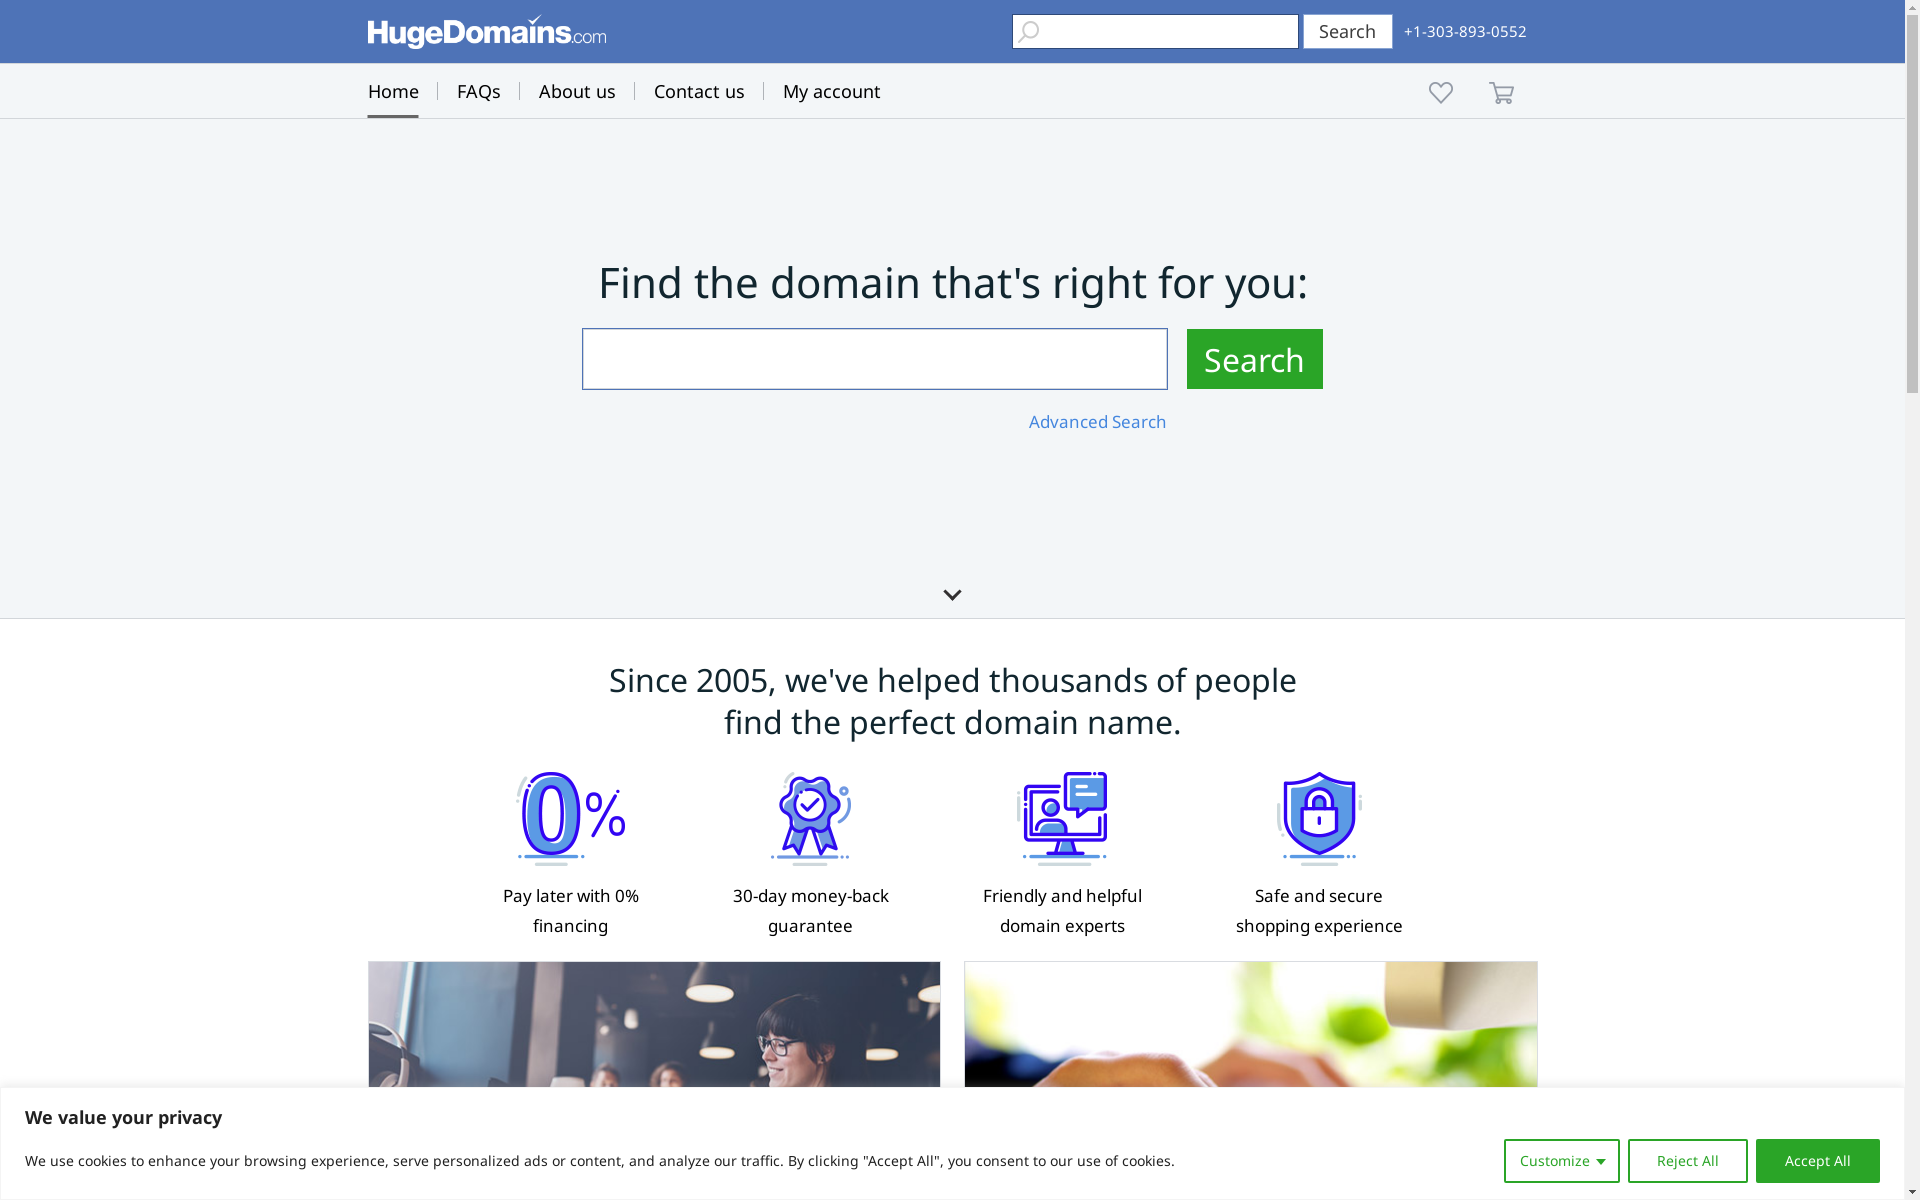 HugeDomains.com
Search
+1-303-893-0552
Home
FAQs
About us
Contact us
My account
Find the domain that's right for you:
Search
Advanced Search
Since 2005, we've helped thousands of people
find the perfect domain name.
0%
Pay later with 0%
financing
30-day money-back
guarantee
Friendly and helpful
domain experts
Safe and secure
shopping experience
We value your privacy
We use cookies to enhance your browsing experience, serve personalized ads or content, and analyze our traffic. By clicking "Accept All", you consent to our use of cookies.
Customize
Reject All
Accept All